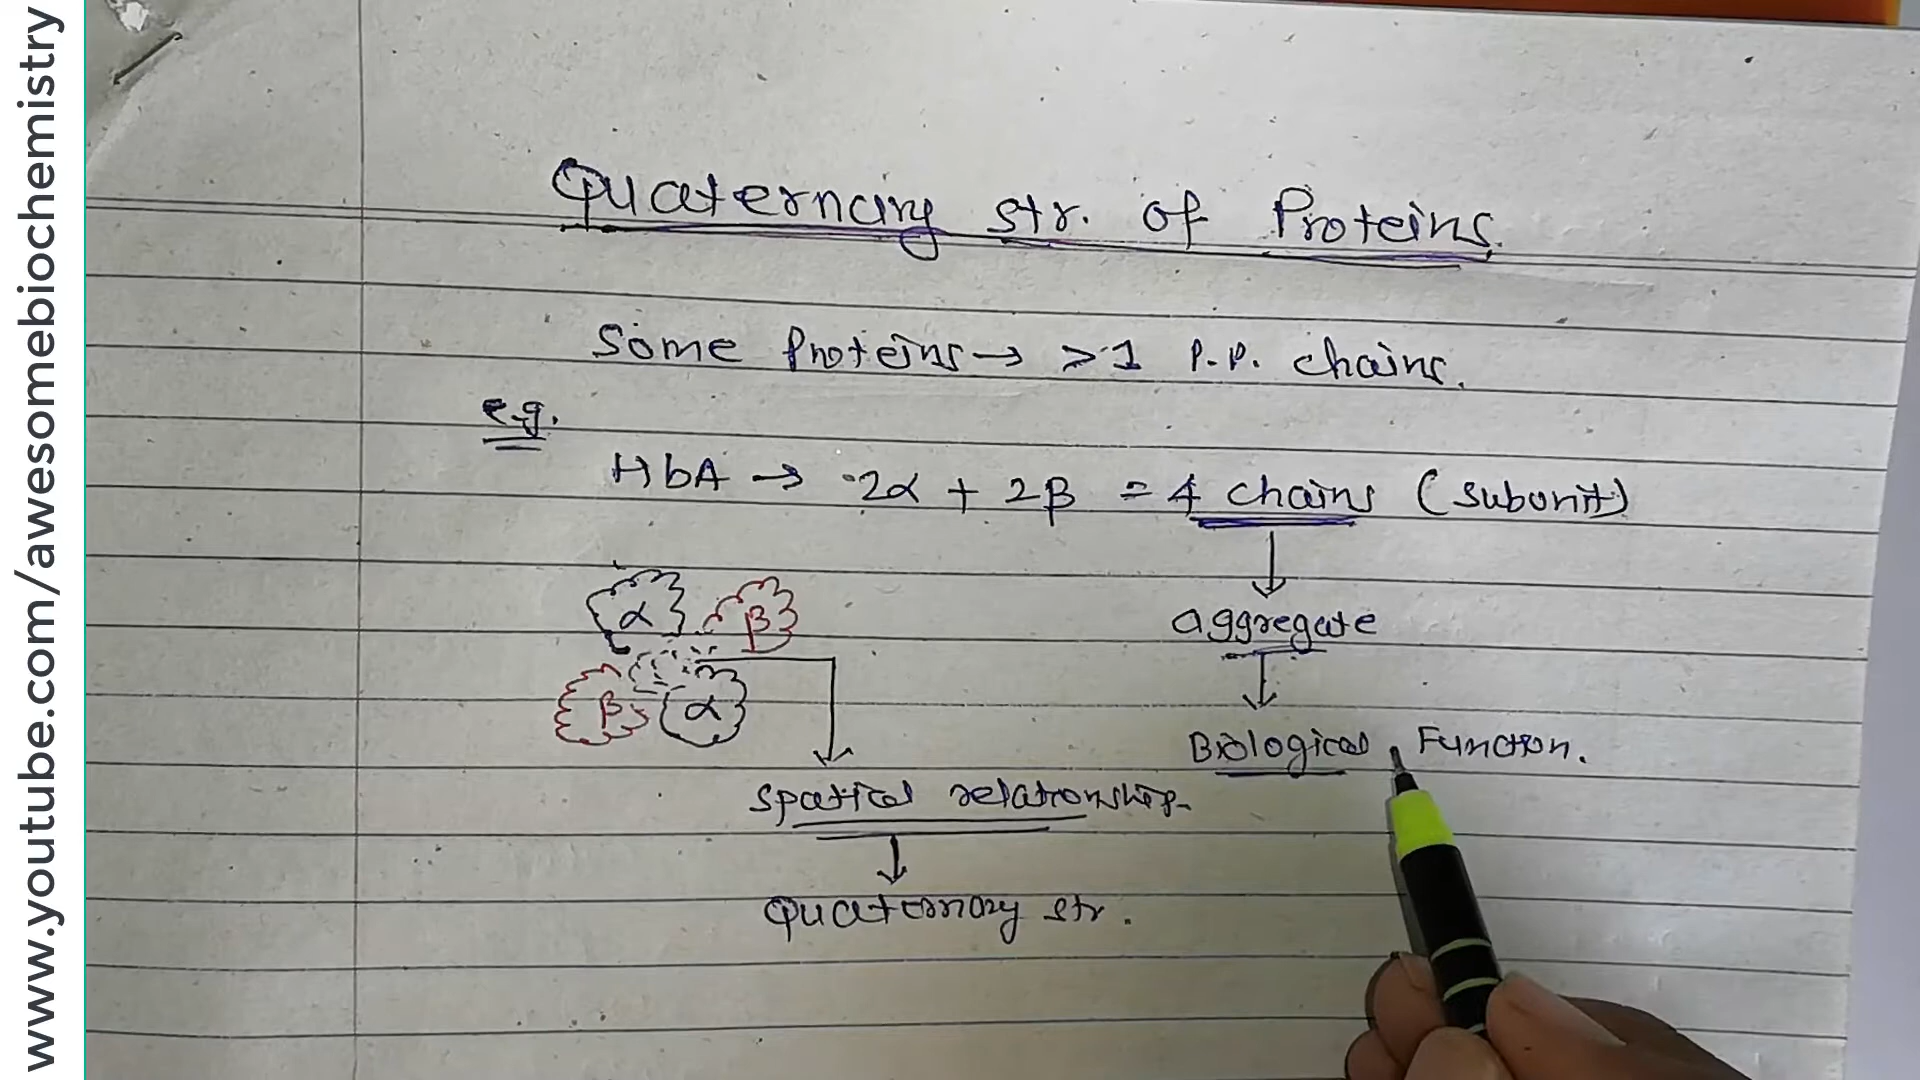 www.youtube.com/awesomebiochemistry
Quaternary str. of Proteins.
Some Proteins → >1 P.P. chains.
e.g.
HbA → 2α + 2β = 4 chains (Subunit)
α β
aggregate
β α
Biological Function.
Spatial relationship.
Quaternary str.